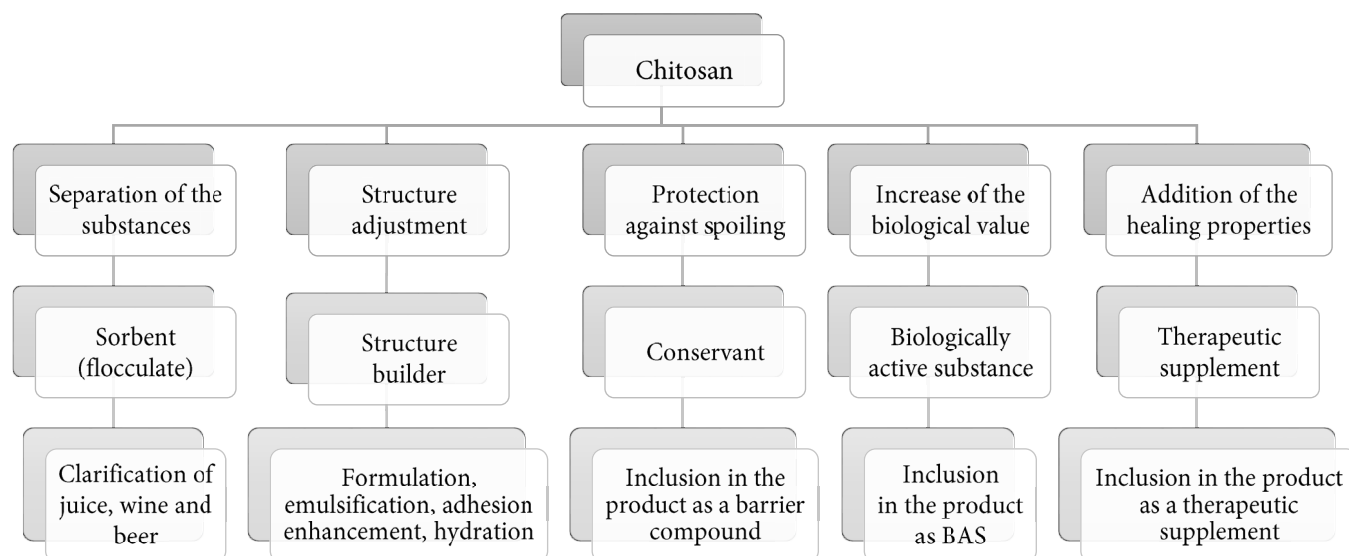 Chitosan
Separation of the
substances
Structure
adjustment
Protection
against spoiling
Increase of the
biological value
Addition of the
healing properties
Sorbent
(flocculate)
Structure
builder
Conservant
Biologically
active substance
Therapeutic
supplement
Clarification of
juice, wine and
beer
Formulation,
emulsification, adhesion
enhancement, hydration
Inclusion in the
product as a barrier
compound
Inclusion
in the product
as BAS
Inclusion in the product
as a therapeutic
supplement